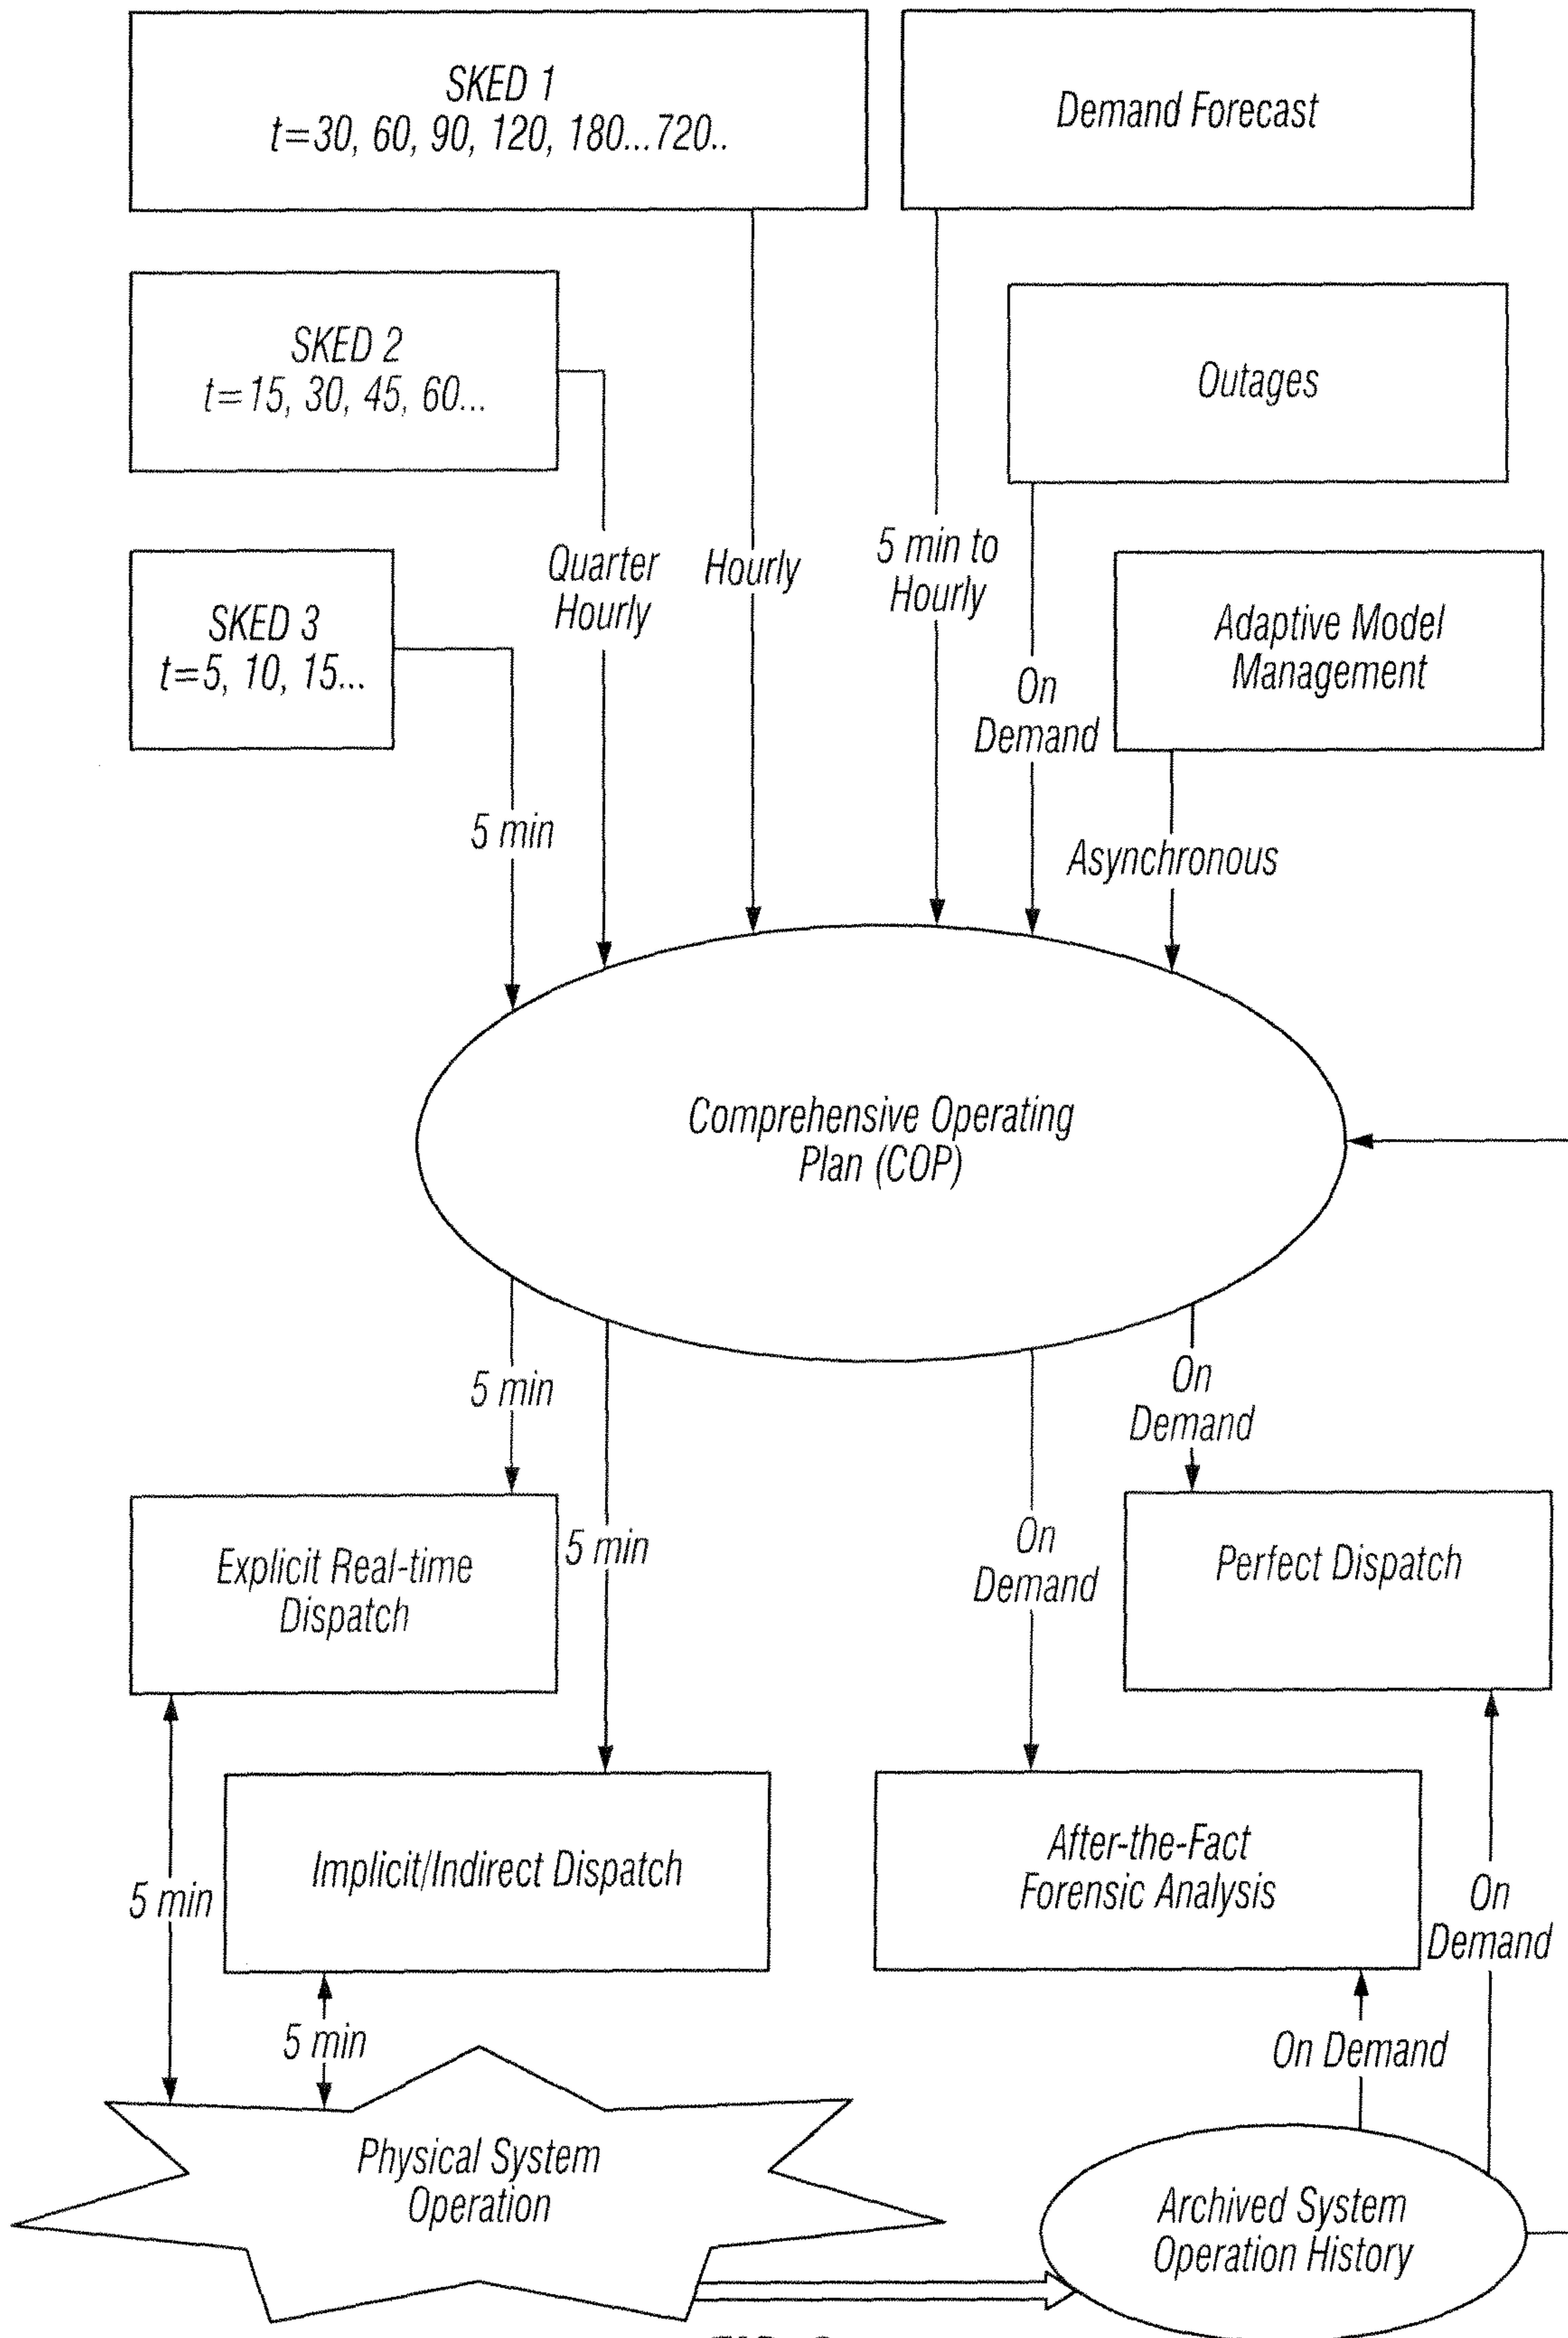 SKED 1
t=30, 60, 90, 120, 180...720..
Demand Forecast
SKED 2
t=15, 30, 45, 60...
Outages
Quarter
Hourly
Hourly
5 min to
Hourly
SKED 3
t=5, 10, 15...
Adaptive Model
Management
On
Demand
5 min
Asynchronous
Comprehensive Operating
Plan (COP)
5 min
On
Demand
Explicit Real-time
Dispatch
5 min
On
Demand
Perfect Dispatch
Implicit/Indirect Dispatch
After-the-Fact
Forensic Analysis
5 min
On
Demand
5 min
On Demand
Physical System
Operation
Archived System
Operation History